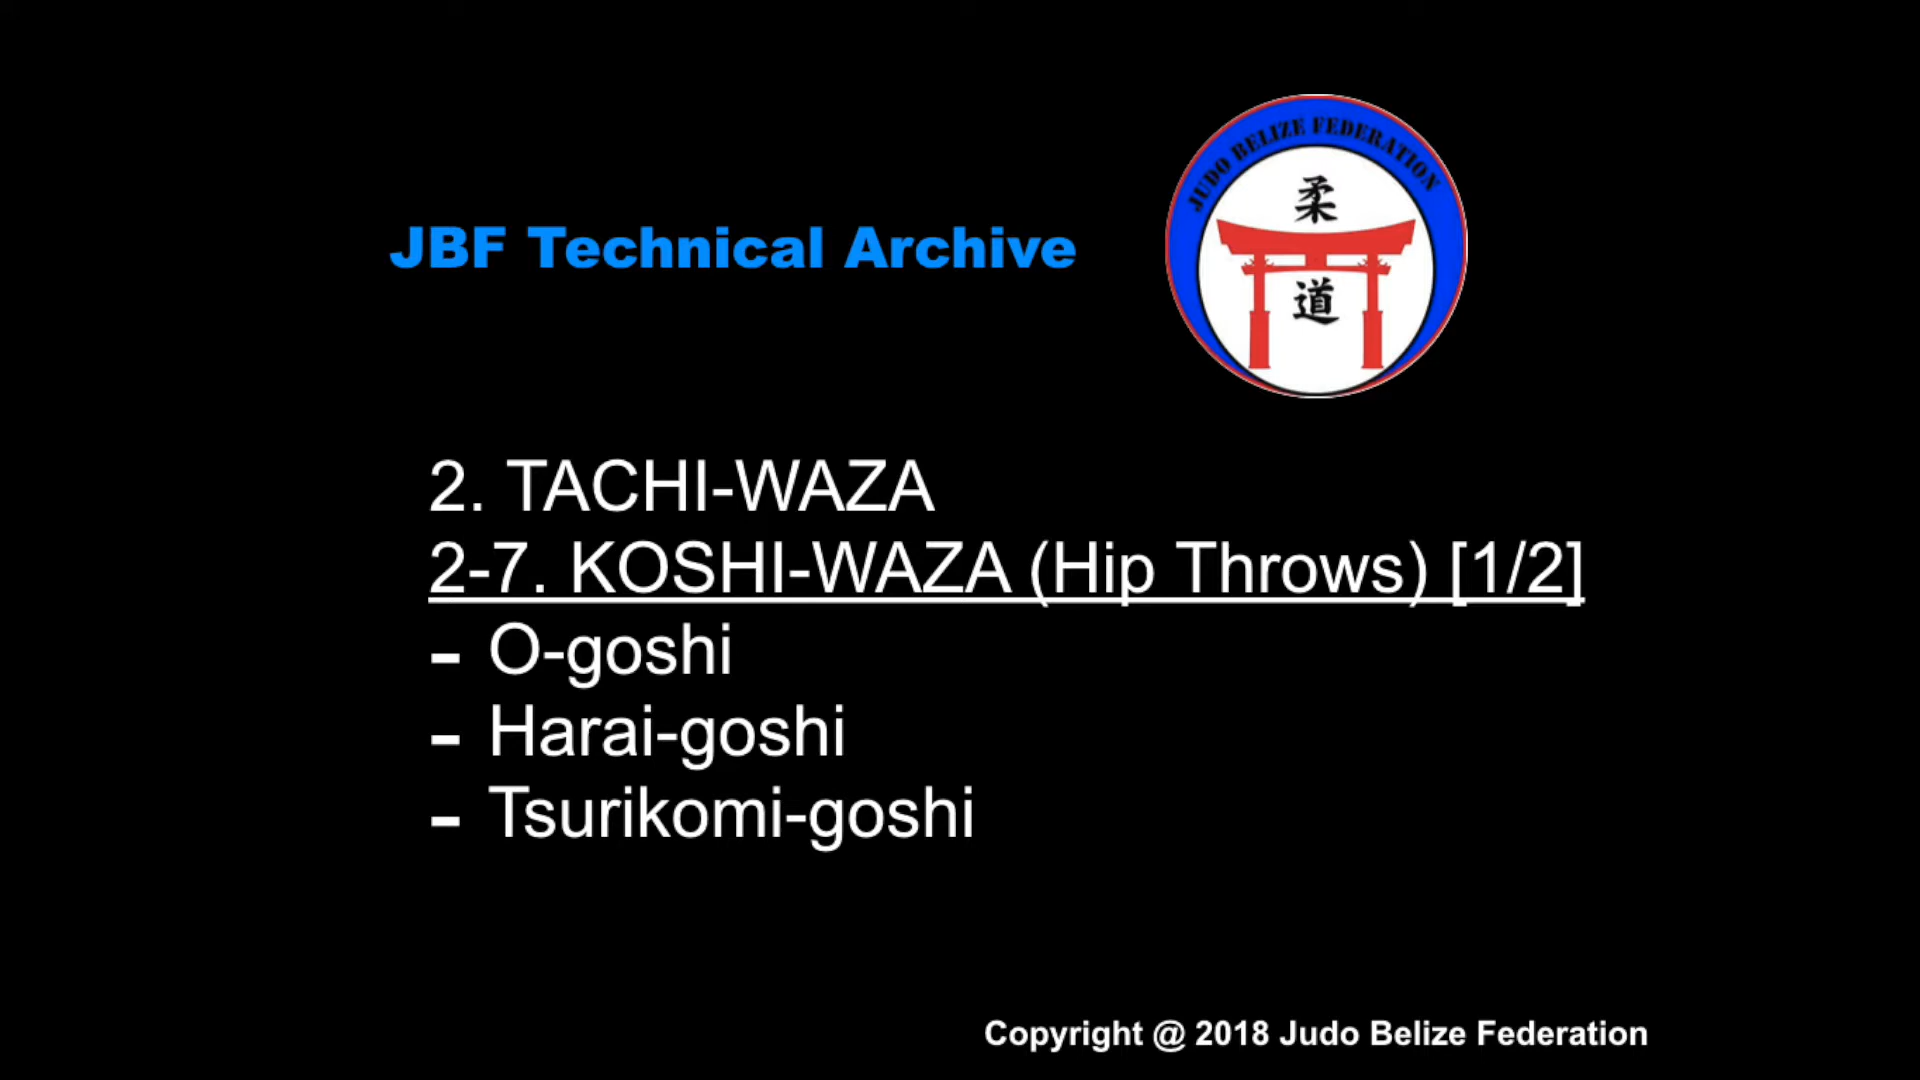 JUDO BELIZE FEDERATION
柔
道
JBF Technical Archive
2. TACHI-WAZA
2-7. KOSHI-WAZA (Hip Throws) [1/2]
- O-goshi
- Harai-goshi
- Tsurikomi-goshi
Copyright @ 2018 Judo Belize Federation